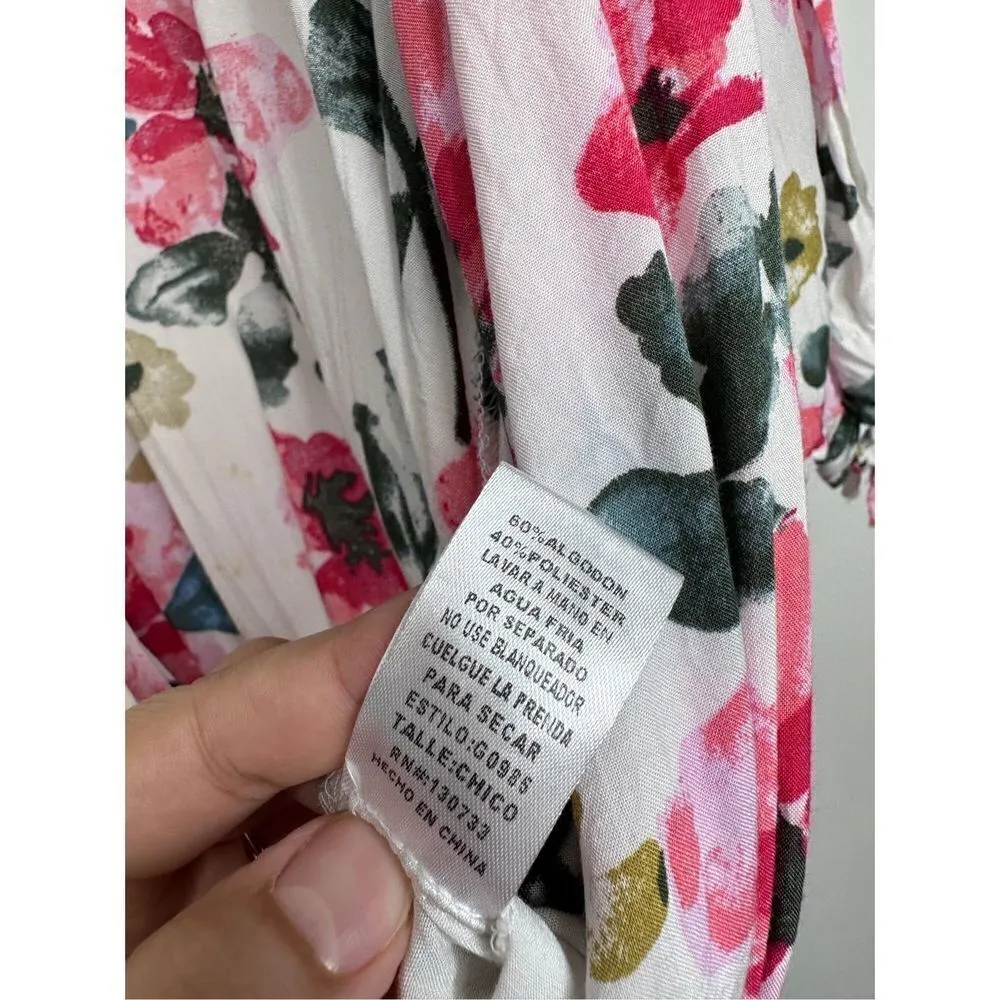 60%ALGODON
40%POLIESTER
LAVAR A MANO EN
AGUA FRIA
POR SEPARADO
NO USE BLANQUEADOR
CUELGUE LA PRENDA
PARA SECAR
ESTILO:G0985
TALLE:CHICO
RN#:130733
HECHO EN CHINA